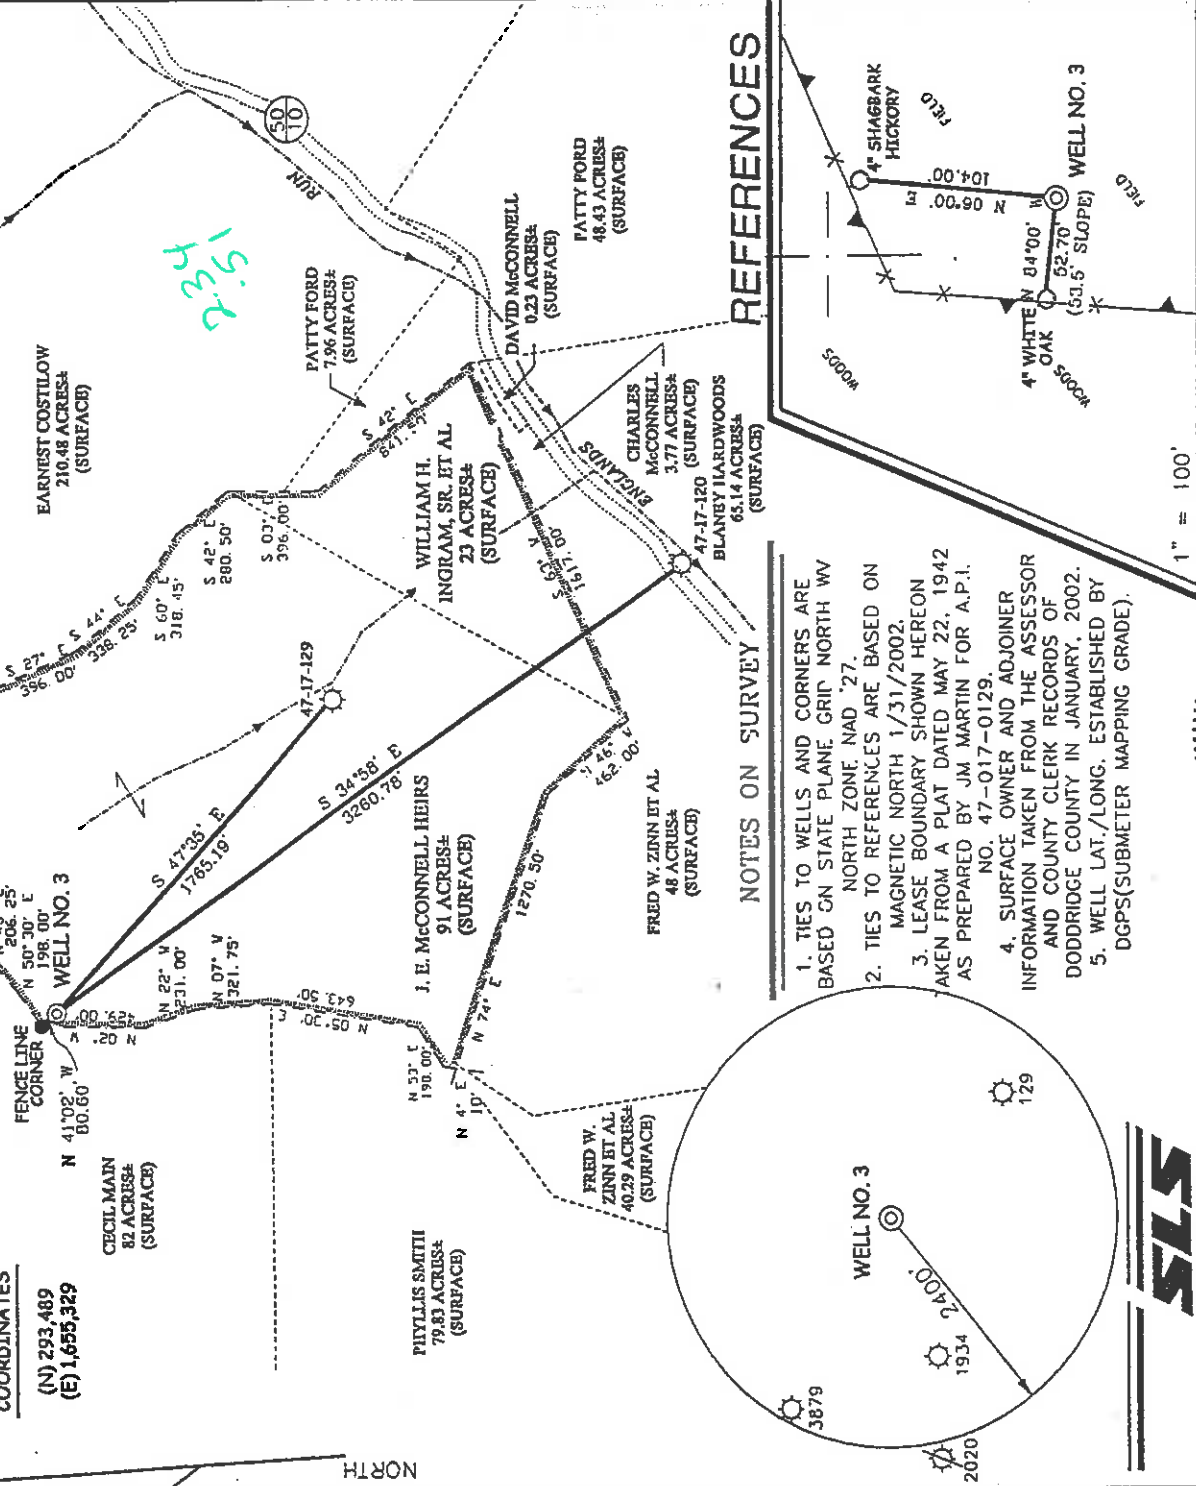 COORDINATES
(N) 293,489
(E) 1,655,329
NORTH
206. 25'
N 50° 30' E
198. 00'
WELL NO. 3
FENCE LINE
CORNER
N 41°02' W
80.60'
N 02° W
429. 00'
N 22° W
231. 00'
N 07° W
321. 75'
N 05° 30' E
643. 50'
N 53° E
198. 00'
N 4° E
10'
N 74° E
1270. 50'
N 46° W
462. 00'
S 63° W
1617. 00'
S 27° E
396. 00'
S 44° E
338. 25'
S 60° E
318. 45'
S 42° E
280. 50'
S 03° E
396. 00'
S 42° E
841. 50'
S 47°35' E
1765.19'
S 34°58' E
3260.78'
47-17-129
47-17-120
CECIL MAIN
82 ACRES±
(SURFACE)
PHYLLIS SMITH
79.83 ACRES±
(SURFACE)
FRED W.
ZINN ET AL
40.29 ACRES±
(SURFACE)
J. E. McCONNELL HEIRS
91 ACRES±
(SURFACE)
FRED W. ZINN ET AL
48 ACRES±
(SURFACE)
EARNEST COSTILOW
210.48 ACRES±
(SURFACE)
WILLIAM H.
INGRAM, SR. ET AL
23 ACRES±
(SURFACE)
PATTY FORD
7.96 ACRES±
(SURFACE)
2.34
.51
RUN
50
10
DAVID McCONNELL
0.23 ACRES±
(SURFACE)
PATTY FORD
48.43 ACRES±
(SURFACE)
CHARLES
McCONNELL
3.77 ACRES±
(SURFACE)
ENGLANDS
BLANEY HARDWOODS
65.14 ACRES±
(SURFACE)
NOTES ON SURVEY
1. TIES TO WELLS AND CORNERS ARE
BASED ON STATE PLANE GRID NORTH WV
NORTH ZONE NAD '27.
2. TIES TO REFERENCES ARE BASED ON
MAGNETIC NORTH 1/31/2002.
3. LEASE BOUNDARY SHOWN HEREON
TAKEN FROM A PLAT DATED MAY 22, 1942
AS PREPARED BY JM MARTIN FOR A.P.I.
NO. 47-017-0129.
4. SURFACE OWNER AND ADJOINER
INFORMATION TAKEN FROM THE ASSESSOR
AND COUNTY CLERK RECORDS OF
DODDRIDGE COUNTY IN JANUARY, 2002.
5. WELL LAT./LONG. ESTABLISHED BY
DGPS(SUBMETER MAPPING GRADE).
REFERENCES
4" SHAGBARK
HICKORY
FIELD
N 06°00' E
104.00'
WELL NO. 3
FIELD
WOODS
4" WHITE
OAK
N 84°00' W
52.70'
(53.5' SLOPE)
WOODS
1" = 100'
WELL NO. 3
2400'
129
1934
3879
2020
SLS